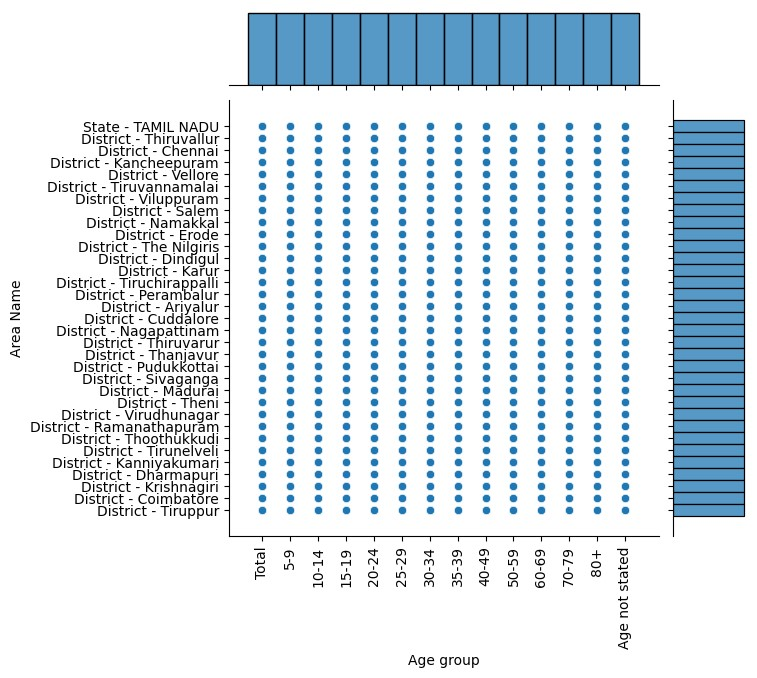 State - TAMIL NADU
District - Thiruvallur
District - Chennai
District - Kancheepuram
District - Vellore
District - Tiruvannamalai
District - Viluppuram
District - Salem
District - Namakkal
District - Erode
District - The Nilgiris
District - Dindigul
District - Karur
District - Tiruchirappalli
District - Perambalur
District - Ariyalur
District - Cuddalore
District - Nagapattinam
District - Thiruvarur
District - Thanjavur
District - Pudukkottai
District - Sivaganga
District - Madurai
District - Theni
District - Virudhunagar
District - Ramanathapuram
District - Thoothukkudi
District - Tirunelveli
District - Kanniyakumari
District - Dharmapuri
District - Krishnagiri
District - Coimbatore
District - Tiruppur
Area Name
Total
5-9
10-14
15-19
20-24
25-29
30-34
35-39
40-49
50-59
60-69
70-79
80+
Age not stated
Age group